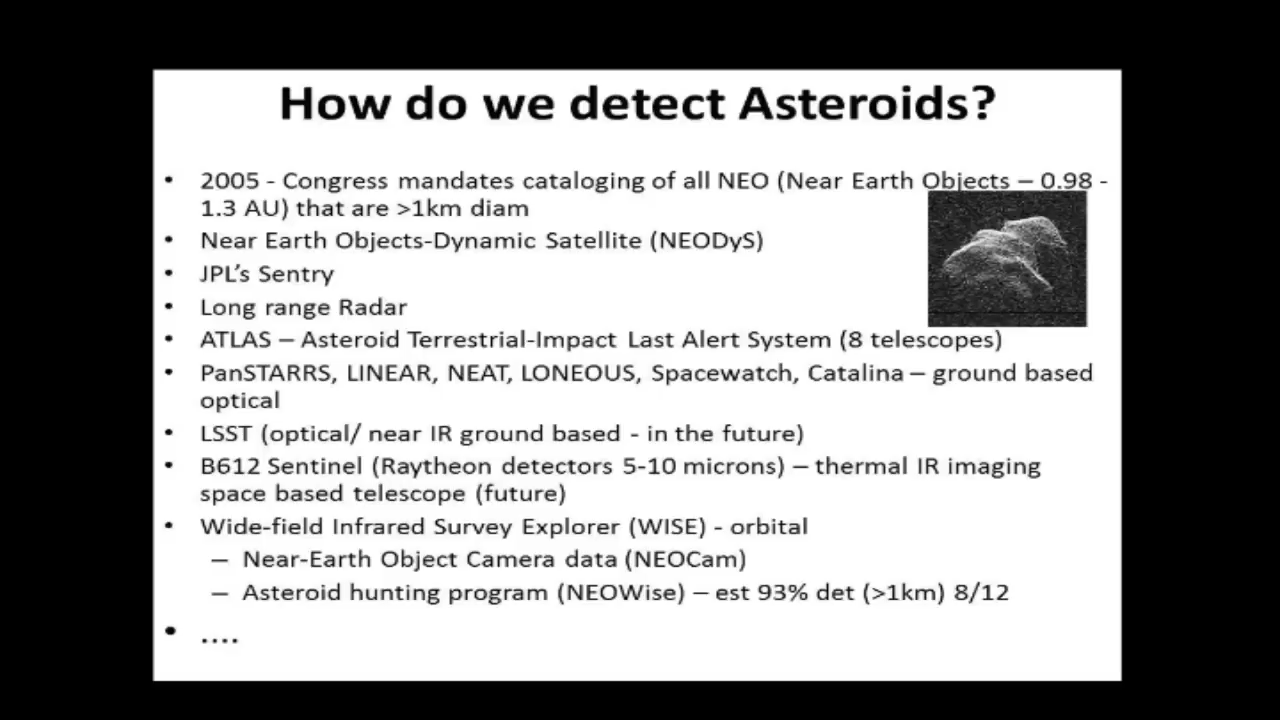 How do we detect Asteroids?
• 2005 - Congress mandates cataloging of all NEO (Near Earth Objects – 0.98 -
1.3 AU) that are >1km diam
• Near Earth Objects-Dynamic Satellite (NEODyS)
• JPL's Sentry
• Long range Radar
• ATLAS – Asteroid Terrestrial-Impact Last Alert System (8 telescopes)
• PanSTARRS, LINEAR, NEAT, LONEOUS, Spacewatch, Catalina – ground based
optical
• LSST (optical/ near IR ground based - in the future)
• B612 Sentinel (Raytheon detectors 5-10 microns) – thermal IR imaging
space based telescope (future)
• Wide-field Infrared Survey Explorer (WISE) - orbital
– Near-Earth Object Camera data (NEOCam)
– Asteroid hunting program (NEOWise) – est 93% det (>1km) 8/12
• ....